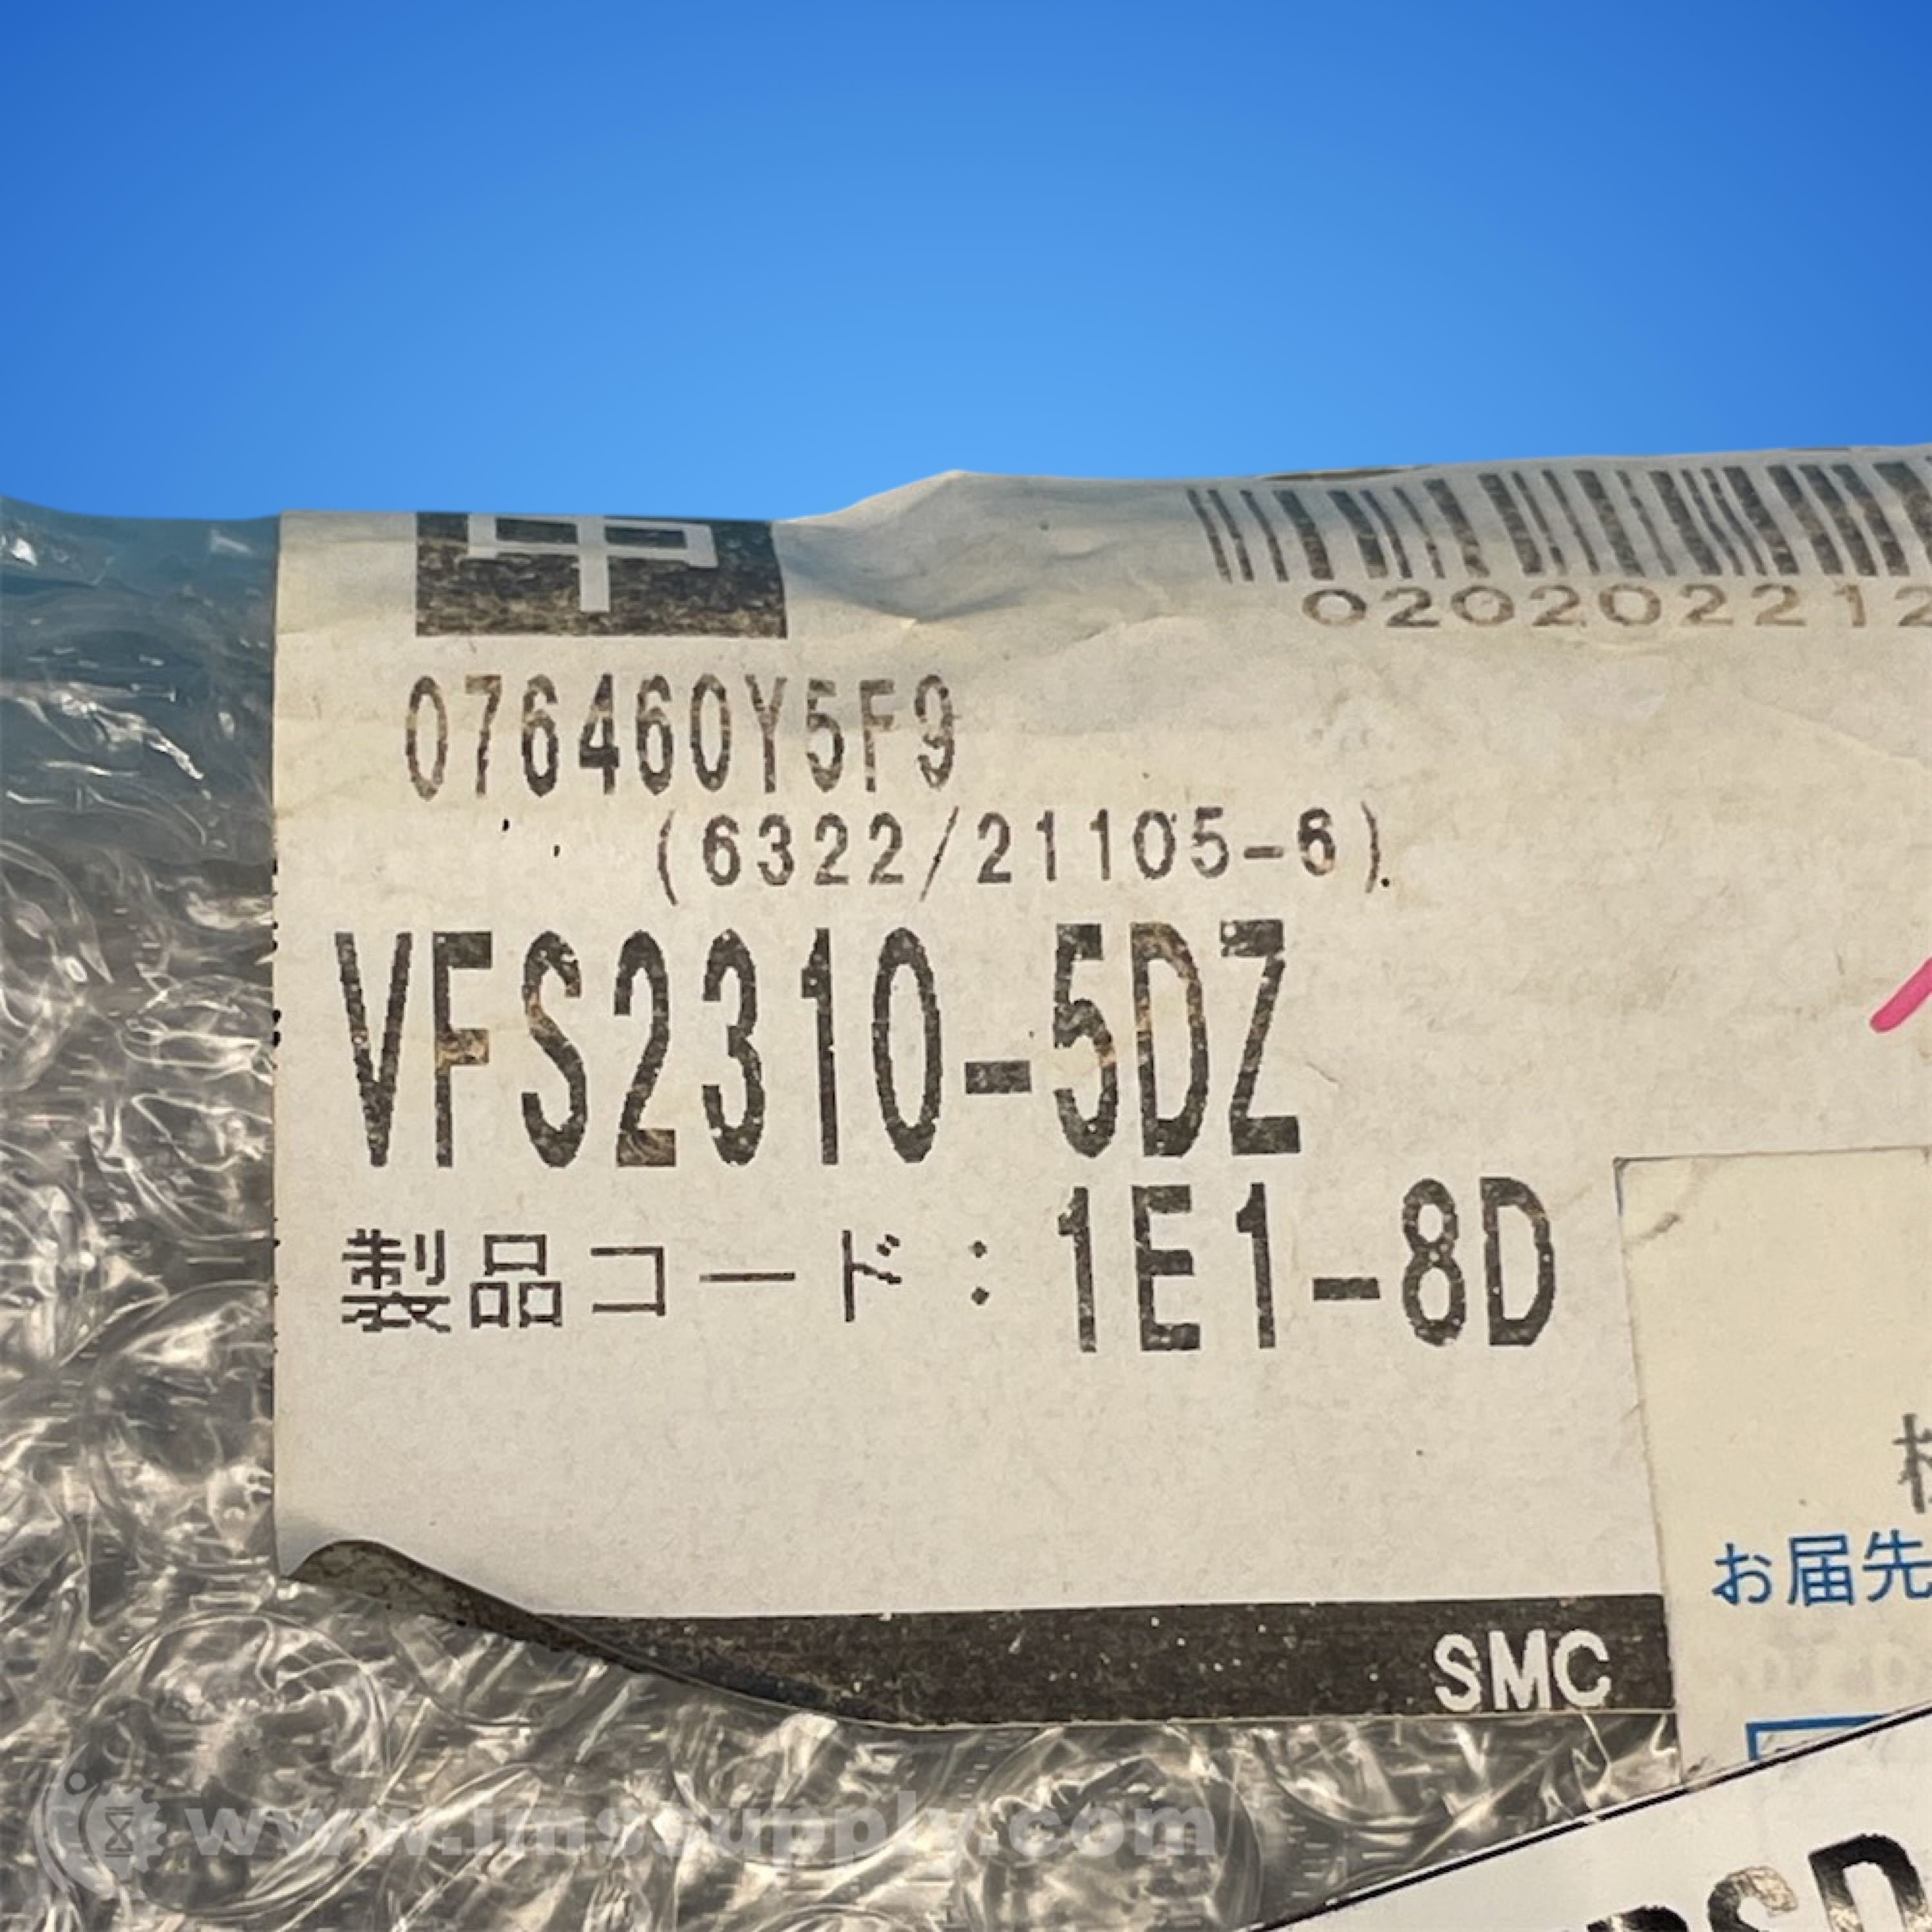 中
020202212
076460Y5F9
(6322/21105-6)
VFS2310-5DZ
製品コード:1E1-8D
お届先
SMC
www.imssupply.com